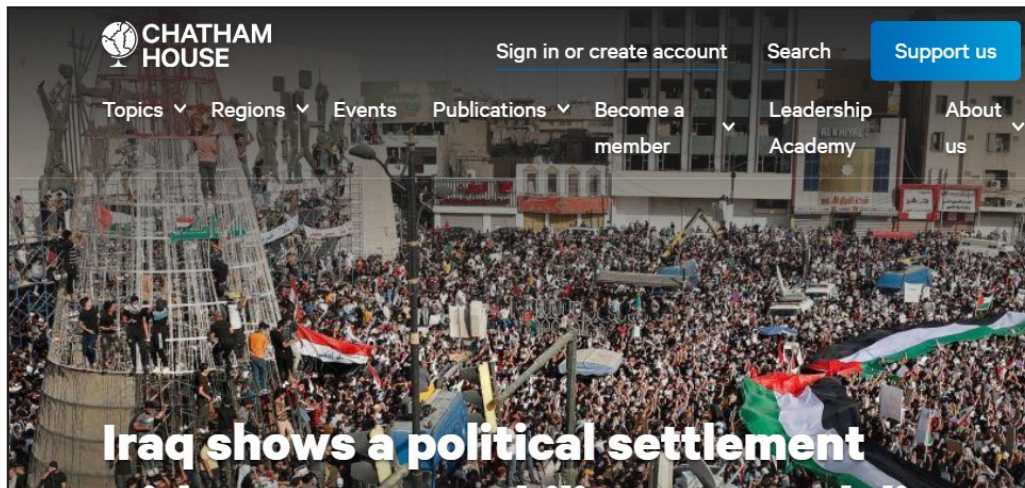 CHATHAM
HOUSE
Sign in or create account
Search
Support us
Topics
Regions
Events
Publications
Become a
member
Leadership
Academy
About
us
Iraq shows a political settlement